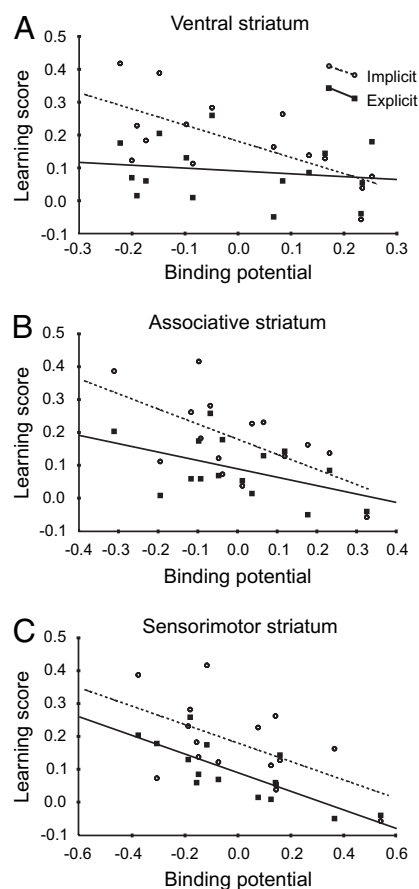 A Ventral striatum
0.5
0.4
0.3
0.2
0.1
0.0
-0.1
Learning score
Implicit
Explicit
-0.3 -0.2 -0.1 0.0 0.1 0.2 0.3
Binding potential
B Associative striatum
0.5
0.4
0.3
0.2
0.1
0.0
-0.1
Learning score
-0.4 -0.3 -0.2 -0.1 0.0 0.1 0.2 0.3 0.4
Binding potential
C Sensorimotor striatum
0.5
0.4
0.3
0.2
0.1
0.0
-0.1
Learning score
-0.6 -0.4 -0.2 0.0 0.2 0.4 0.6
Binding potential